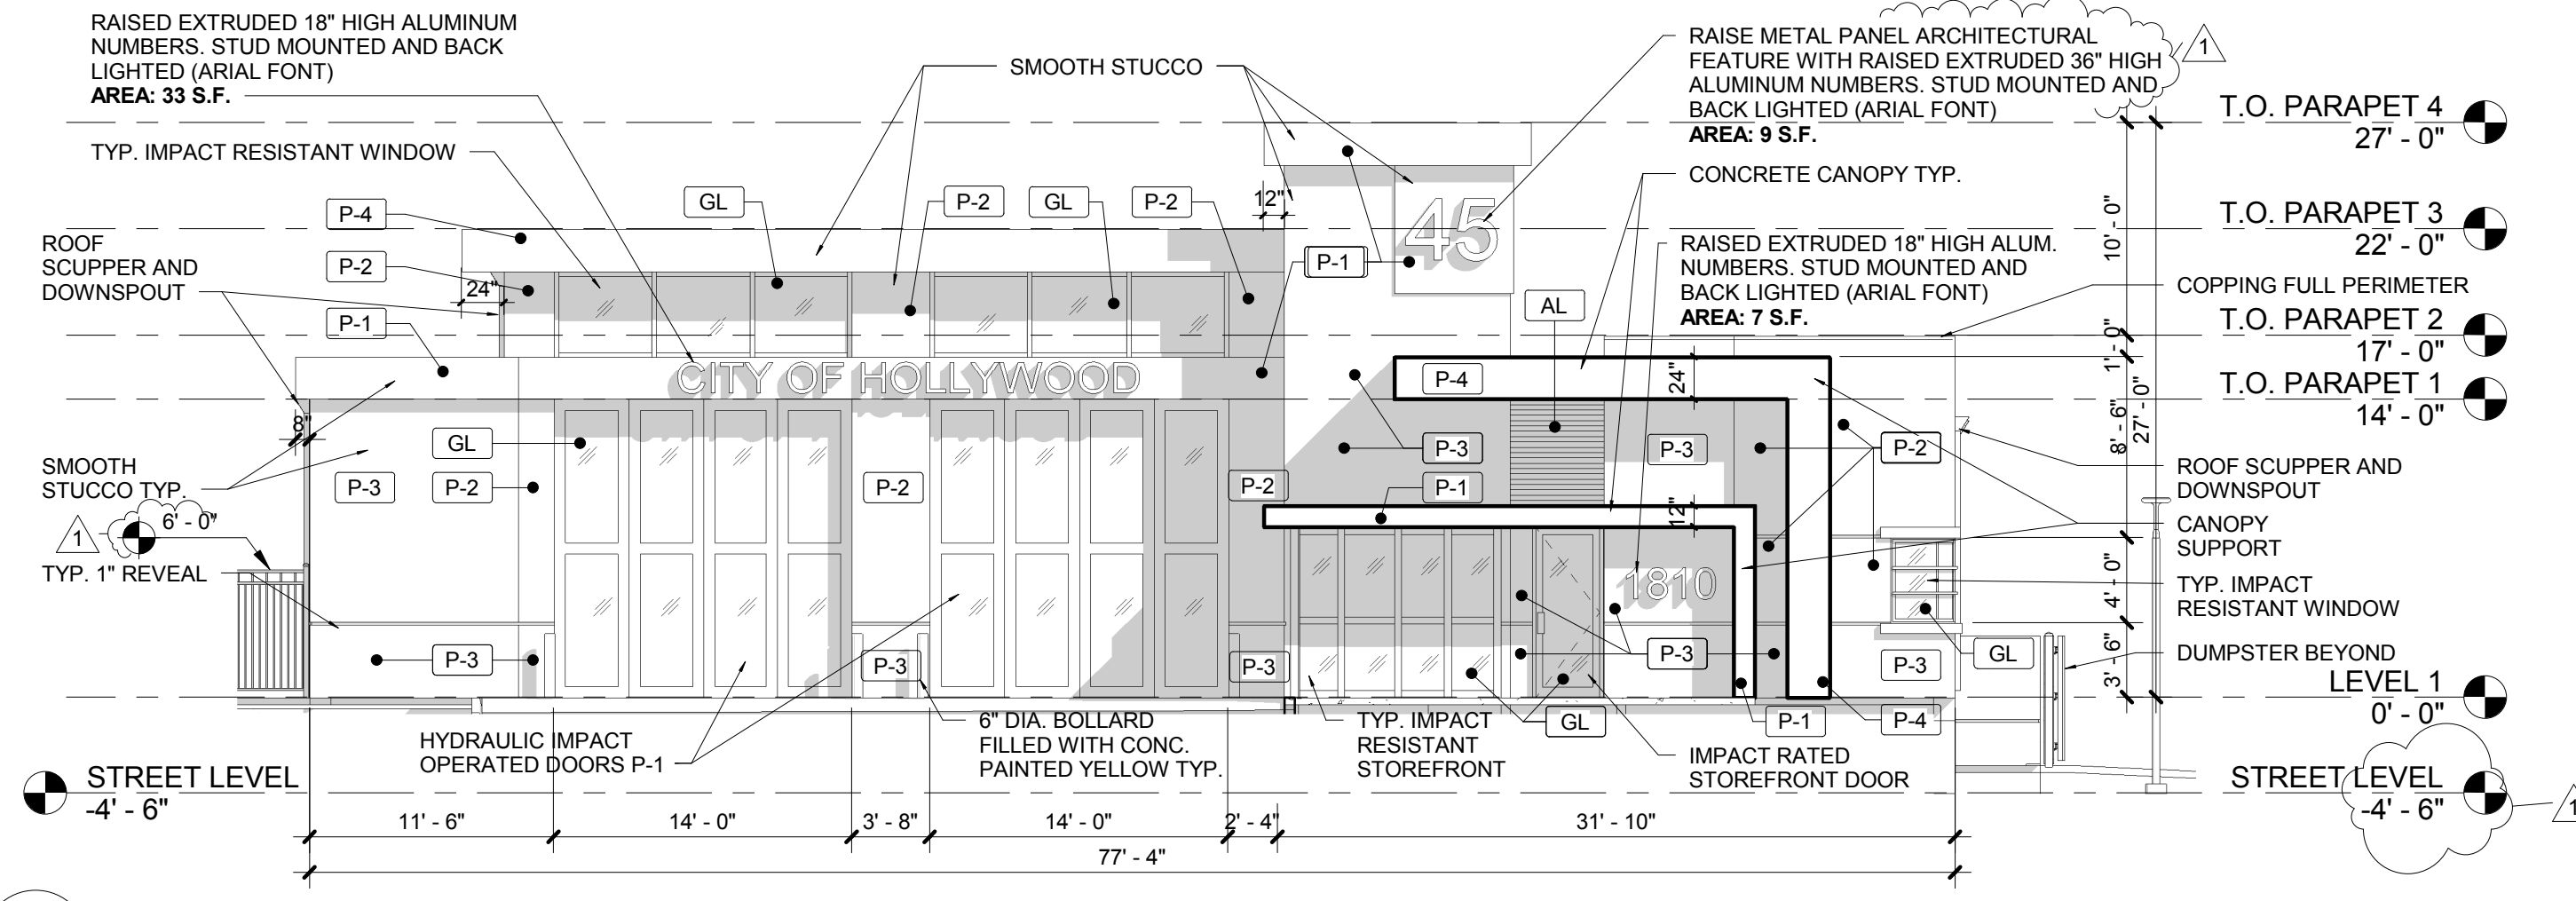 RAISED EXTRUDED 18" HIGH ALUMINUM
NUMBERS. STUD MOUNTED AND BACK
LIGHTED (ARIAL FONT)
AREA: 33 S.F.
SMOOTH STUCCO
RAISE METAL PANEL ARCHITECTURAL
FEATURE WITH RAISED EXTRUDED 36" HIGH
ALUMINUM NUMBERS. STUD MOUNTED AND
BACK LIGHTED (ARIAL FONT)
AREA: 9 S.F.
1
T.O. PARAPET 4
27' - 0"
TYP. IMPACT RESISTANT WINDOW
CONCRETE CANOPY TYP.
P-4
GL
P-2
GL
P-2
12"
45
10' - 0"
T.O. PARAPET 3
22' - 0"
ROOF
SCUPPER AND
DOWNSPOUT
P-2
24"
P-1
P-1
RAISED EXTRUDED 18" HIGH ALUM.
NUMBERS. STUD MOUNTED AND
BACK LIGHTED (ARIAL FONT)
AREA: 7 S.F.
AL
COPPING FULL PERIMETER
T.O. PARAPET 2
17' - 0"
1' - 0"
CITY OF HOLLYWOOD
P-4
24"
T.O. PARAPET 1
14' - 0"
27' - 0"
8' - 6"
8"
GL
P-3
P-3
P-2
SMOOTH
STUCCO TYP.
P-3
P-2
P-2
P-2
P-1
12"
ROOF SCUPPER AND
DOWNSPOUT
1
6' - 0"
CANOPY
SUPPORT
TYP. 1" REVEAL
1810
4' - 0"
TYP. IMPACT
RESISTANT WINDOW
P-3
P-3
P-3
P-3
P-3
GL
3' - 6"
DUMPSTER BEYOND
LEVEL 1
0' - 0"
HYDRAULIC IMPACT
OPERATED DOORS P-1
6" DIA. BOLLARD
FILLED WITH CONC.
PAINTED YELLOW TYP.
TYP. IMPACT
RESISTANT
STOREFRONT
GL
IMPACT RATED
STOREFRONT DOOR
P-1
P-4
STREET LEVEL
-4' - 6"
STREET LEVEL
-4' - 6"
1
11' - 6"
14' - 0"
3' - 8"
14' - 0"
2' - 4"
31' - 10"
77' - 4"